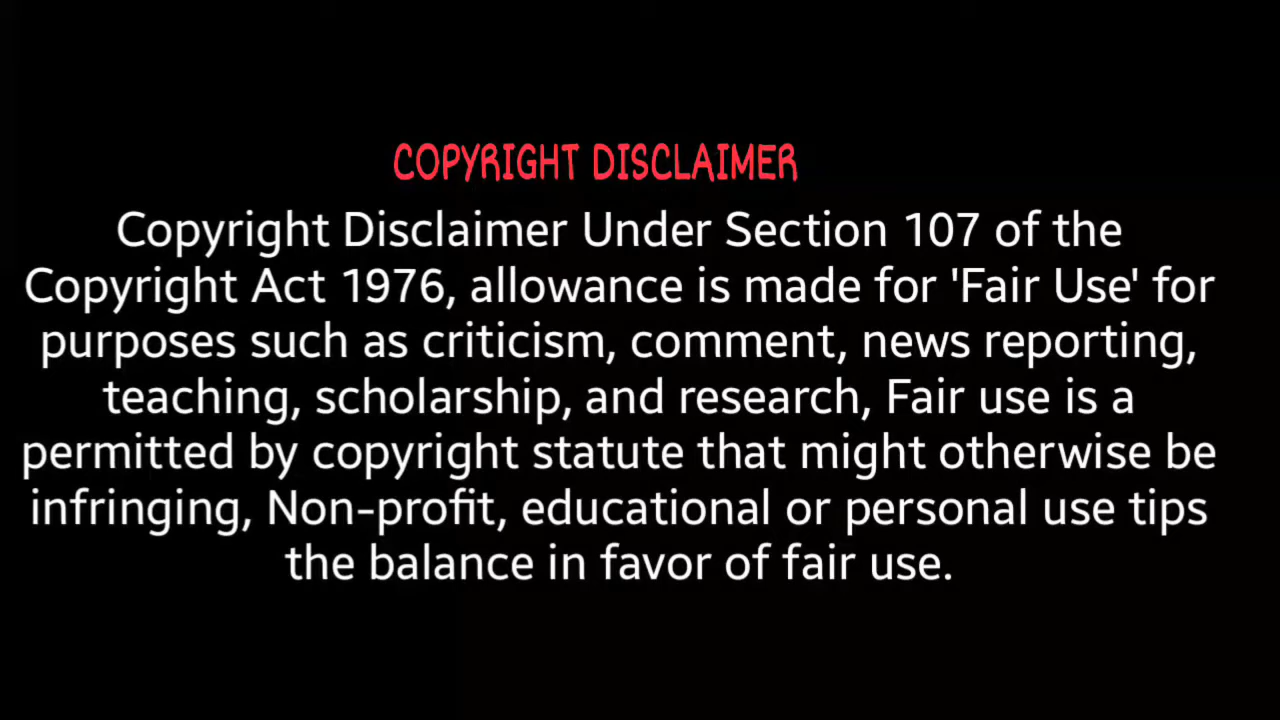 COPYRIGHT DISCLAIMER
Copyright Disclaimer Under Section 107 of the
Copyright Act 1976, allowance is made for 'Fair Use' for
purposes such as criticism, comment, news reporting,
teaching, scholarship, and research, Fair use is a
permitted by copyright statute that might otherwise be
infringing, Non-profit, educational or personal use tips
the balance in favor of fair use.